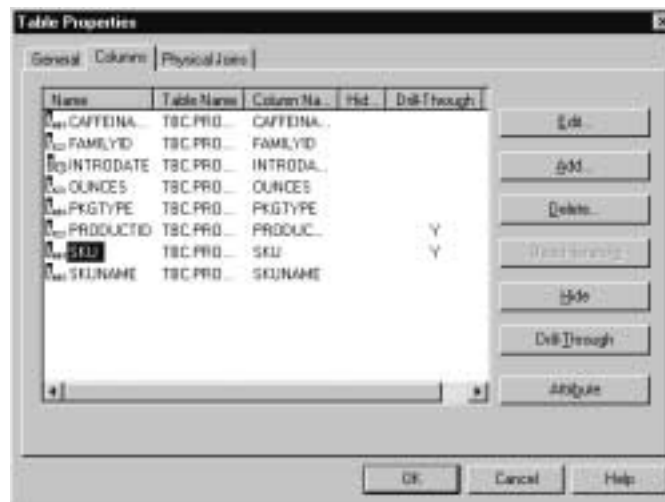 Table Properties
General Columns Physical Joins
Name Table Name Column Na... Hid... Drill-Through
CAFFEINA... TBC.PRO... CAFFEINA...
FAMILYID TBC.PRO... FAMILYID
INTRODATE TBC.PRO... INTRODA...
OUNCES TBC.PRO... OUNCES
PKGTYPE TBC.PRO... PKGTYPE
PRODUCTID TBC.PRO... PRODUC... Y
SKU TBC.PRO... SKU Y
SKUNAME TBC.PRO... SKUNAME
Edit...
Add...
Delete...
Hide
Drill-Through
Attribute
OK
Cancel
Help